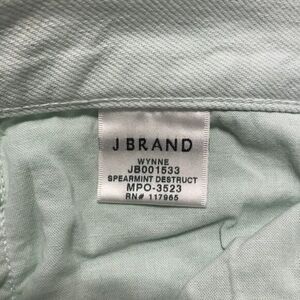 J BRAND
WYNNE
JB001533
SPEARMINT DESTRUCT
MPO-3523
RN# 117965